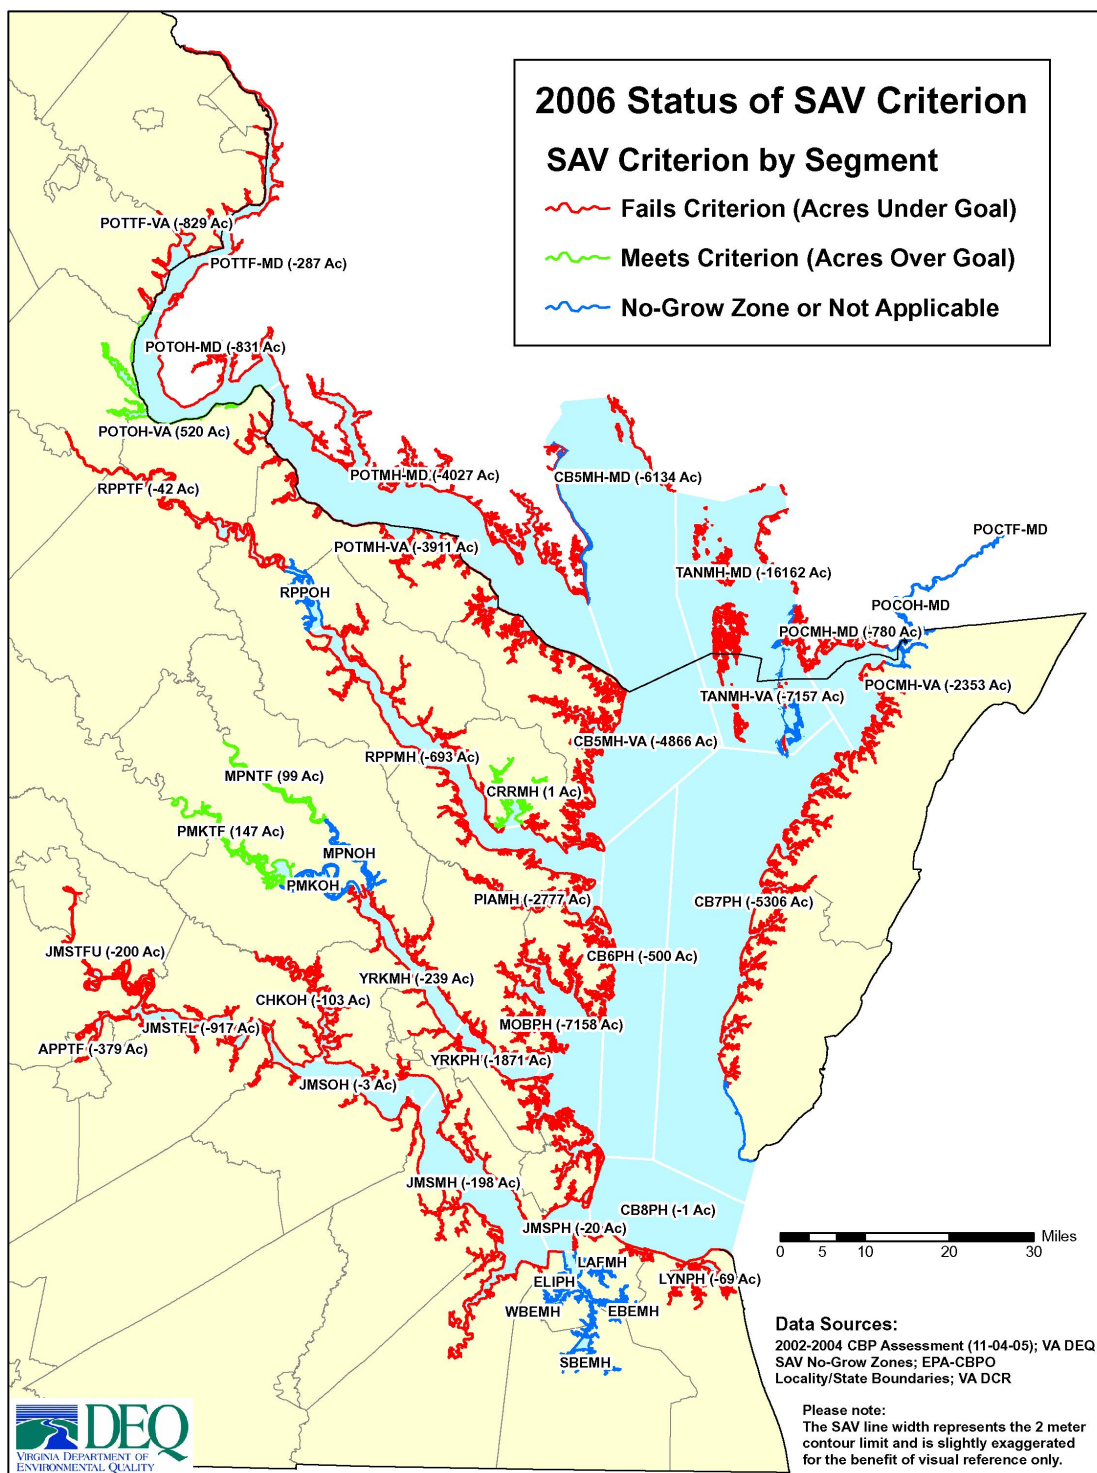 2006 Status of SAV Criterion
SAV Criterion by Segment
Fails Criterion (Acres Under Goal)
Meets Criterion (Acres Over Goal)
No-Grow Zone or Not Applicable
POTTF-VA (-829 Ac)
POTTF-MD (-287 Ac)
POTOH-MD (-831 Ac)
POTOH-VA (520 Ac)
RPPTF (-42 Ac)
POTMH-MD (-4027 Ac)
CB5MH-MD (-6134 Ac)
POCTF-MD
POTMH-VA (-3911 Ac)
TANMH-MD (-16162 Ac)
RPPOH
POCOH-MD
POCMH-MD (-780 Ac)
POCMH-VA (-2353 Ac)
TANMH-VA (-7157 Ac)
CB5MH-VA (-4866 Ac)
RPPMH (-693 Ac)
MPNTF (99 Ac)
CRRMH (1 Ac)
PMKTF (147 Ac)
MPNOH
PMKOH
PIAMH (-2777 Ac)
CB7PH (-5306 Ac)
JMSTFU (-200 Ac)
CB6PH (-500 Ac)
YRKMH (-239 Ac)
CHKOH (-103 Ac)
MOBPH (-7158 Ac)
JMSTFL (-917 Ac)
APPTF (-379 Ac)
YRKPH (-1871 Ac)
JMSOH (-3 Ac)
JMSMH (-198 Ac)
CB8PH (-1 Ac)
JMSPH (-20 Ac)
LAFMH
LYNPH (-69 Ac)
ELIPH
WBEMH
EBEMH
SBEMH
Miles
0 5 10 20 30
Data Sources:
2002-2004 CBP Assessment (11-04-05); VA DEQ
SAV No-Grow Zones; EPA-CBPO
Locality/State Boundaries; VA DCR
Please note:
The SAV line width represents the 2 meter
contour limit and is slightly exaggerated
for the benefit of visual reference only.
DEQ
VIRGINIA DEPARTMENT OF
ENVIRONMENTAL QUALITY